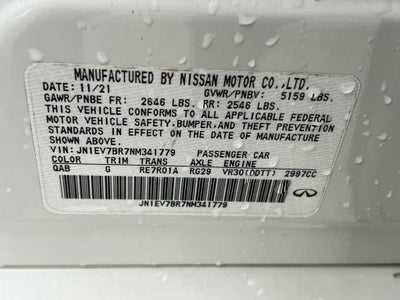 MANUFACTURED BY NISSAN MOTOR CO.,LTD.
DATE: 11/21 GVWR/PNBV: 5159 LBS.
GAWR/PNBE FR: 2646 LBS. RR: 2546 LBS.
THIS VEHICLE CONFORMS TO ALL APPLICABLE FEDERAL
MOTOR VEHICLE SAFETY,BUMPER,AND THEFT PREVENTION
STANDARDS IN EFFECT ON THE DATE OF MANUFACTURE
SHOWN ABOVE.
VIN: JN1EV7BR7NM341779 PASSENGER CAR
COLOR TRIM TRANS AXLE ENGINE
QAB G RE7R01A RG29 VR30(DDTT) 2997CC
JN1EV7BR7NM341779